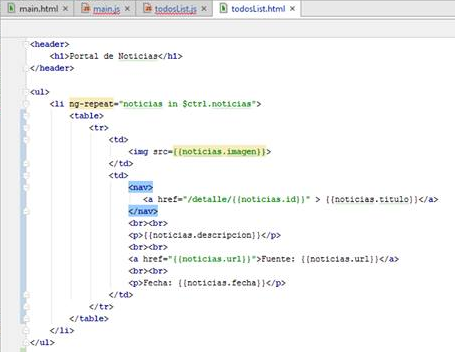 main.html × main.js × todosList.js × todosList.html ×
<header>
    <h1>Portal de Noticias</h1>
</header>

<ul>
    <li ng-repeat="noticias in $ctrl.noticias">
        <table>
            <tr>
                <td>
                    <img src={{noticias.imagen}}>
                </td>
                <td>
                    <nav>
                        <a href="/detalle/{{noticias.id}}" > {{noticias.titulo}}</a>
                    </nav>
                    <br><br>
                    <p>{{noticias.descripcion}}</p>
                    <br><br>
                    <a href="{{noticias.url}}">Fuente: {{noticias.url}}</a>
                    <br><br>
                    <p>Fecha: {{noticias.fecha}}</p>
                </td>
            </tr>
        </table>
    </li>
</ul>